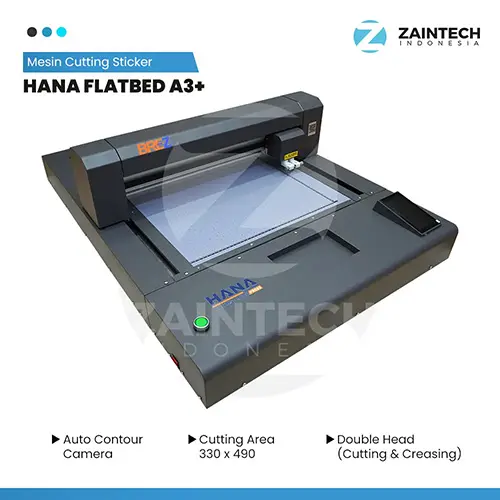 ZAINTECH
INDONESIA
Mesin Cutting Sticker
HANA FLATBED A3+
HANA
ZAINTECH
Auto Contour
Camera
Cutting Area
330 x 490
Double Head
(Cutting & Creasing)